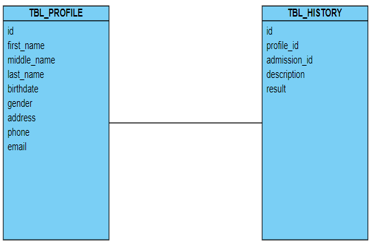 TBL_PROFILE
id
first_name
middle_name
last_name
birthdate
gender
address
phone
email
TBL_HISTORY
id
profile_id
admission_id
description
result